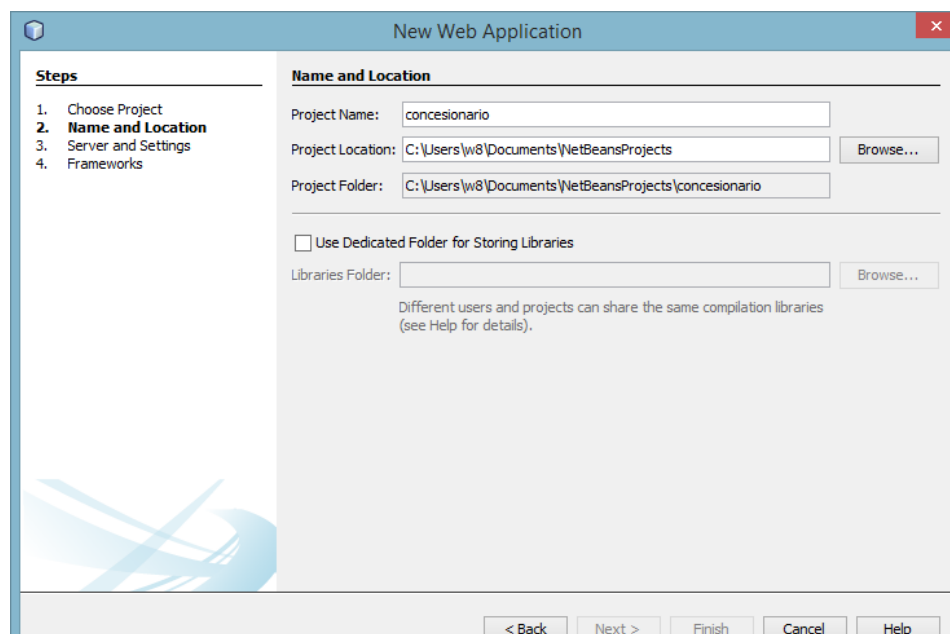 New Web Application
Steps
1. Choose Project
2. Name and Location
3. Server and Settings
4. Frameworks
Name and Location
Project Name: concesionario
Project Location: C:\Users\w8\Documents\NetBeansProjects Browse...
Project Folder: C:\Users\w8\Documents\NetBeansProjects\concesionario
Use Dedicated Folder for Storing Libraries
Libraries Folder: Browse...
Different users and projects can share the same compilation libraries
(see Help for details).
< Back Next > Finish Cancel Help